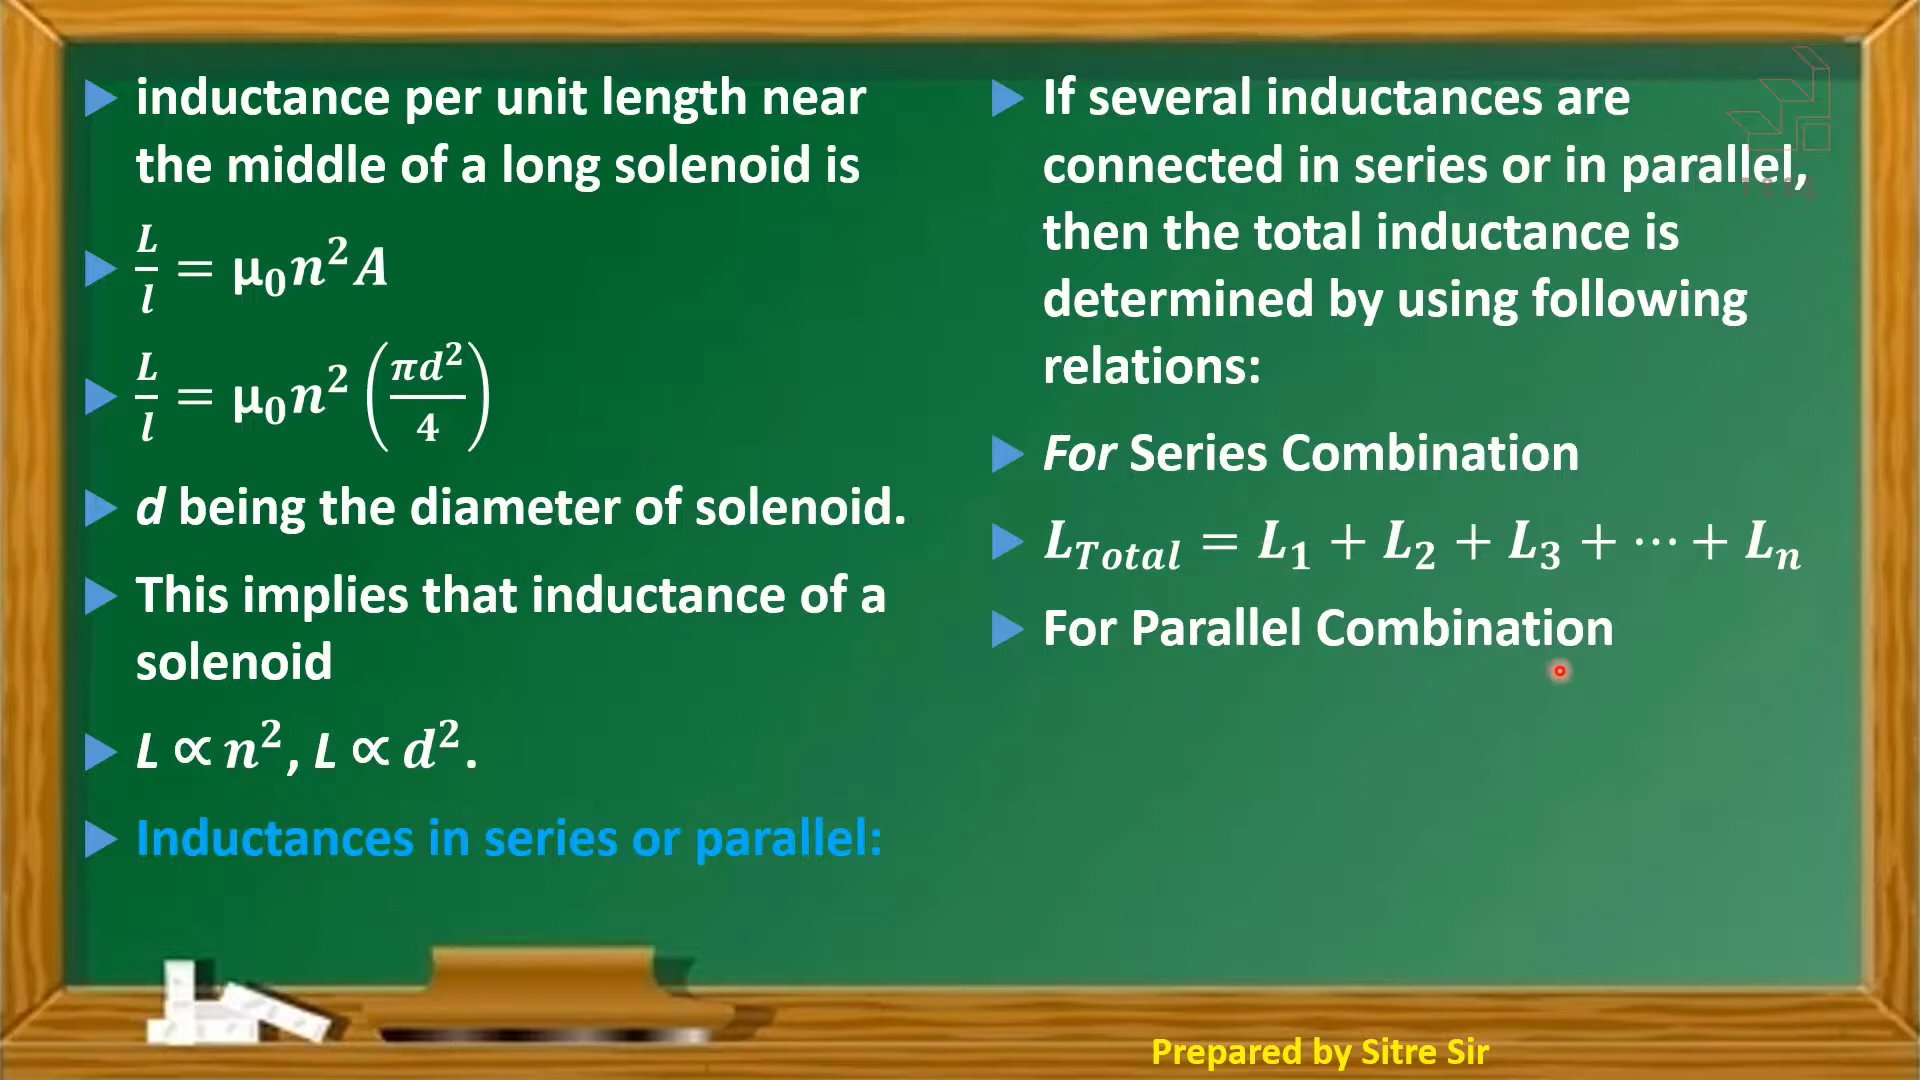 inductance per unit length near
the middle of a long solenoid is
L/l = μ₀n²A
L/l = μ₀n²(πd²/4)
d being the diameter of solenoid.
This implies that inductance of a
solenoid
L ∝ n², L ∝ d².
Inductances in series or parallel:
If several inductances are
connected in series or in parallel,
then the total inductance is
determined by using following
relations:
For Series Combination
L_Total = L₁ + L₂ + L₃ + ⋯ + Lₙ
For Parallel Combination
Prepared by Sitre Sir